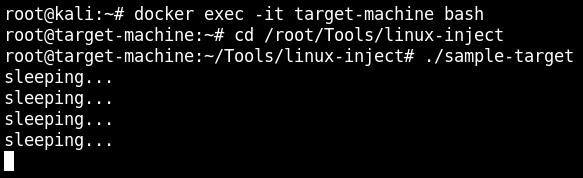 root@kali:~# docker exec -it target-machine bash
root@target-machine:~# cd /root/Tools/linux-inject
root@target-machine:~/Tools/linux-inject# ./sample-target
sleeping...
sleeping...
sleeping...
sleeping...